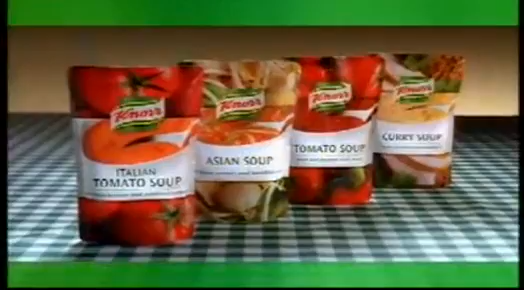 Knorr
ITALIAN
TOMATO SOUP
Knorr
ASIAN SOUP
Knorr
TOMATO SOUP
Knorr
CURRY SOUP